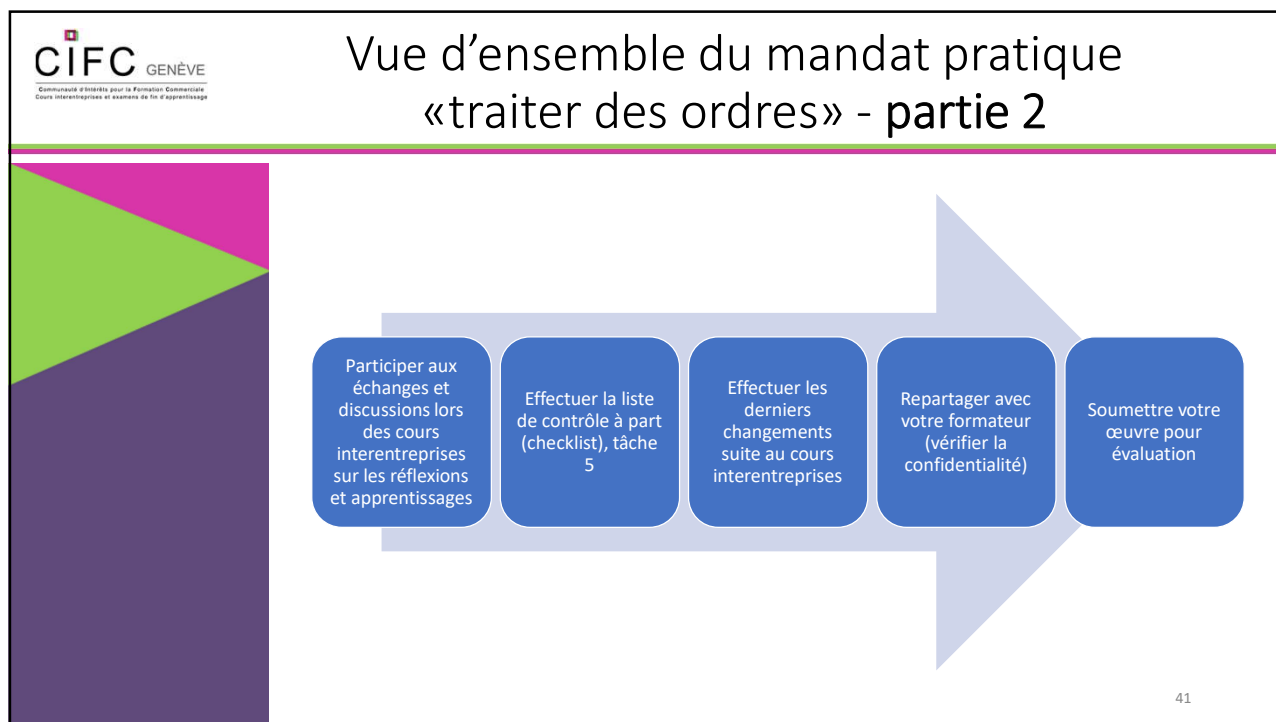 CIFC GENÈVE
Communauté d'Intérêts pour la Formation Commerciale
Cours interentreprises et examens de fin d'apprentissage
Vue d’ensemble du mandat pratique
«traiter des ordres» - partie 2
Participer aux
échanges et
discussions lors
des cours
interentreprises
sur les réflexions
et apprentissages
Effectuer la liste
de contrôle à part
(checklist), tâche
5
Effectuer les
derniers
changements
suite au cours
interentreprises
Repartager avec
votre formateur
(vérifier la
confidentialité)
Soumettre votre
œuvre pour
évaluation
41